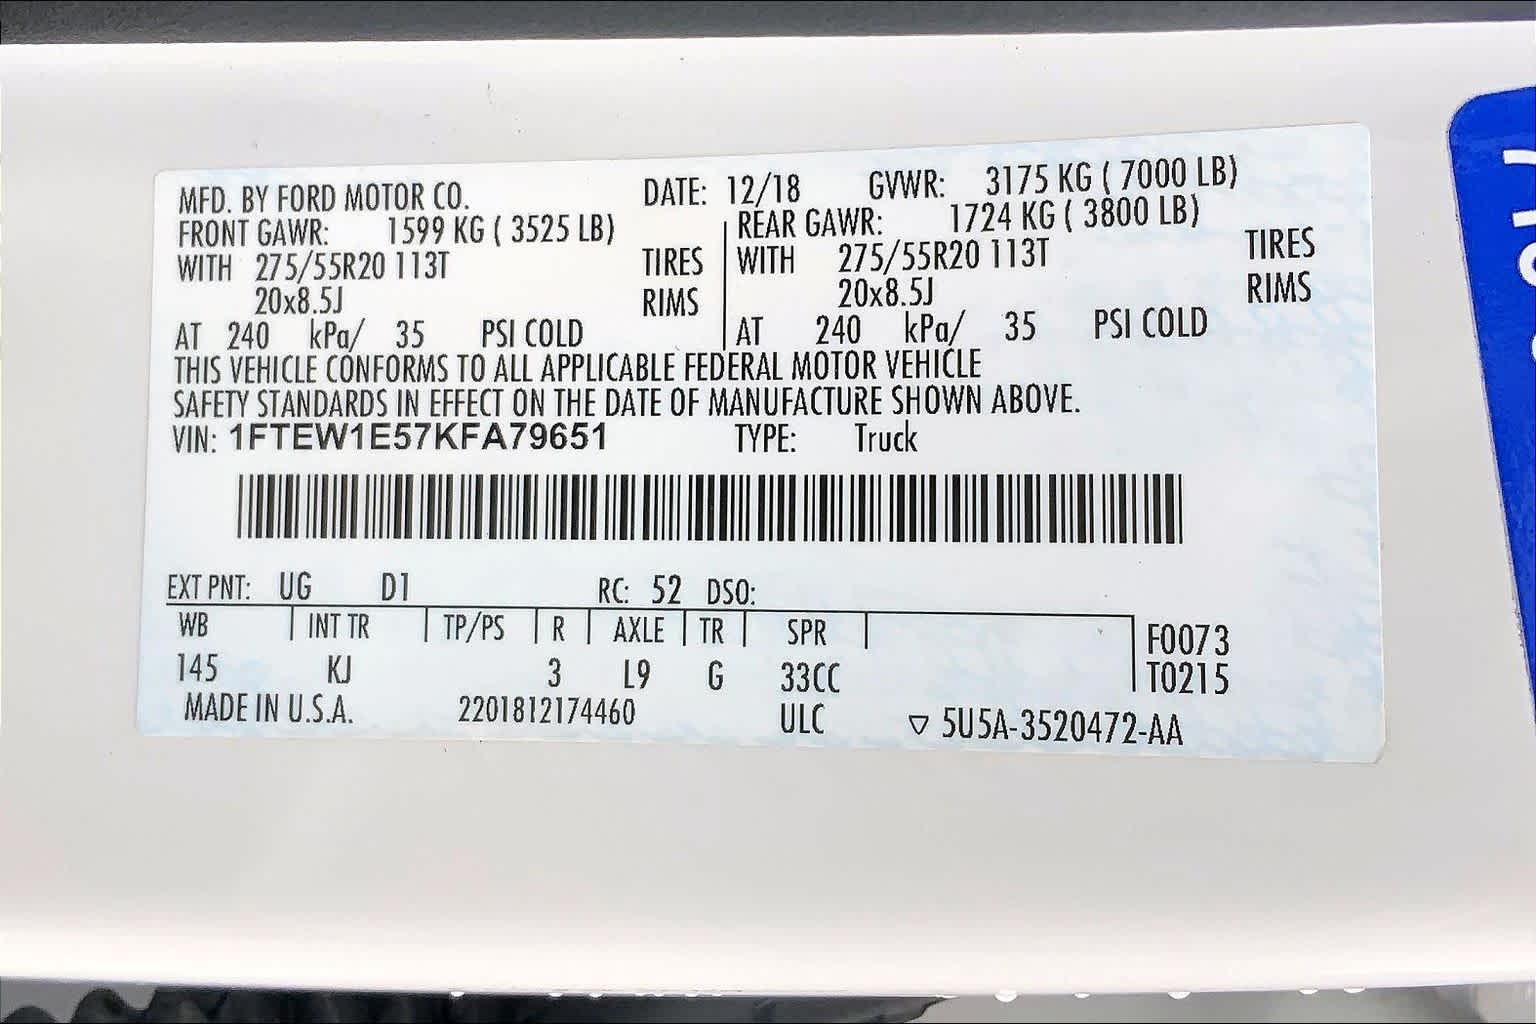 MFD. BY FORD MOTOR CO. DATE: 12/18 GVWR: 3175 KG ( 7000 LB)
FRONT GAWR: 1599 KG ( 3525 LB) REAR GAWR: 1724 KG ( 3800 LB)
WITH 275/55R20 113T TIRES WITH 275/55R20 113T TIRES
20x8.5J RIMS 20x8.5J RIMS
AT 240 kPa/ 35 PSI COLD AT 240 kPa/ 35 PSI COLD
THIS VEHICLE CONFORMS TO ALL APPLICABLE FEDERAL MOTOR VEHICLE
SAFETY STANDARDS IN EFFECT ON THE DATE OF MANUFACTURE SHOWN ABOVE.
VIN: 1FTEW1E57KFA79651 TYPE: Truck
EXT PNT: UG D1 RC: 52 DSO:
WB INT TR TP/PS R AXLE TR SPR F0073
145 KJ 3 L9 G 33CC T0215
MADE IN U.S.A. 2201812174460 ULC ▽ 5U5A-3520472-AA